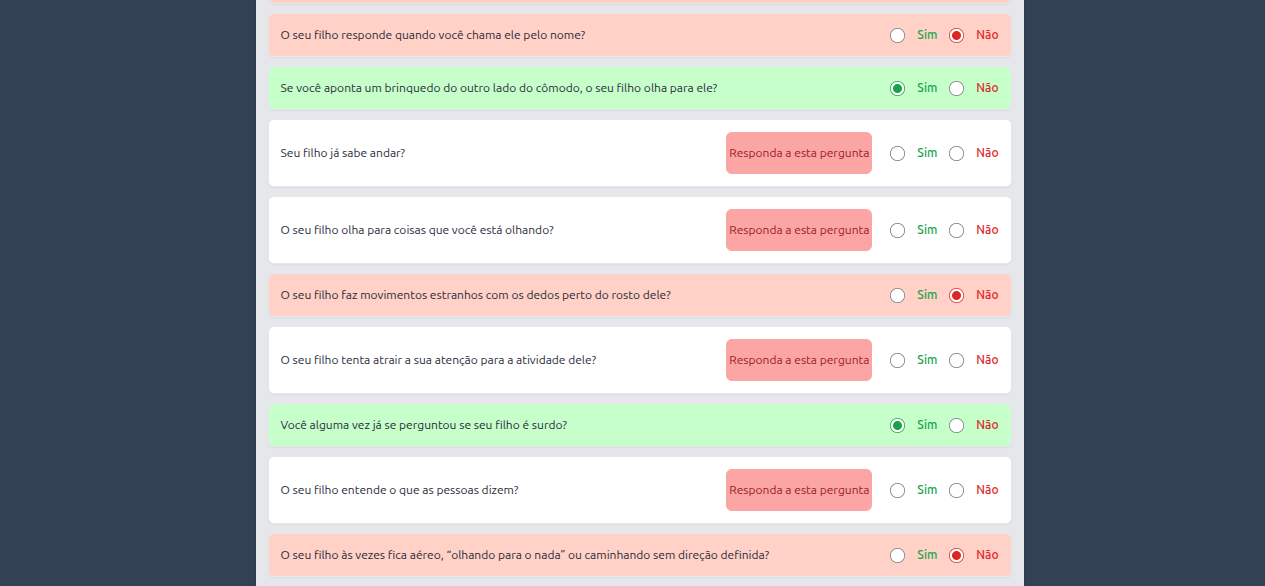 O seu filho responde quando você chama ele pelo nome? Sim Não
Se você aponta um brinquedo do outro lado do cômodo, o seu filho olha para ele? Sim Não
Seu filho já sabe andar? Responda a esta pergunta Sim Não
O seu filho olha para coisas que você está olhando? Responda a esta pergunta Sim Não
O seu filho faz movimentos estranhos com os dedos perto do rosto dele? Sim Não
O seu filho tenta atrair a sua atenção para a atividade dele? Responda a esta pergunta Sim Não
Você alguma vez já se perguntou se seu filho é surdo? Sim Não
O seu filho entende o que as pessoas dizem? Responda a esta pergunta Sim Não
O seu filho às vezes fica aéreo, “olhando para o nada” ou caminhando sem direção definida? Sim Não